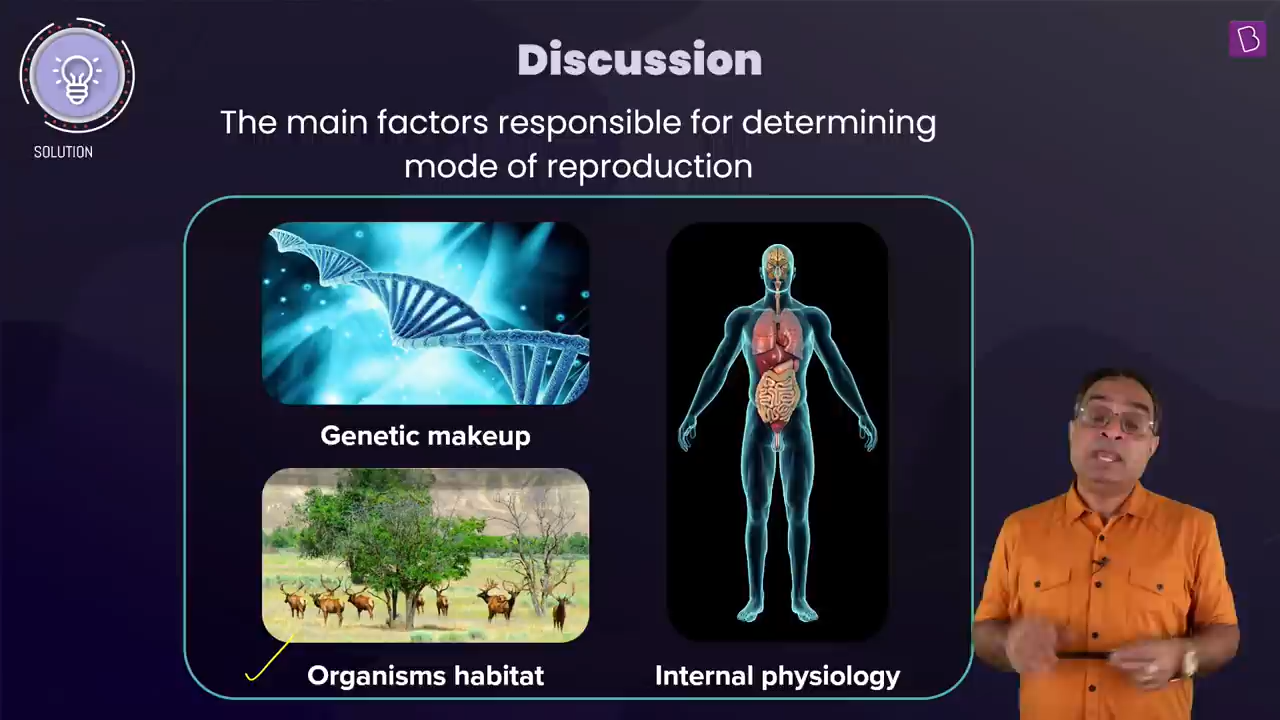 Discussion
SOLUTION
The main factors responsible for determining
mode of reproduction
Genetic makeup
Organisms habitat
Internal physiology
B